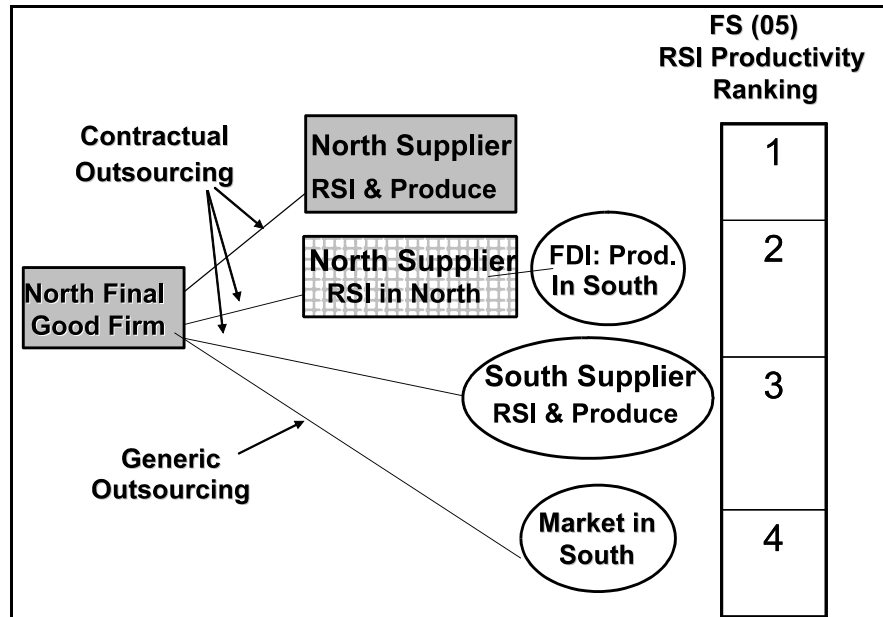 FS (05)
RSI Productivity
Ranking
Contractual
Outsourcing
North Supplier
RSI & Produce
1
North Supplier
RSI in North
FDI: Prod.
In South
2
North Final
Good Firm
South Supplier
RSI & Produce
3
Generic
Outsourcing
Market in
South
4